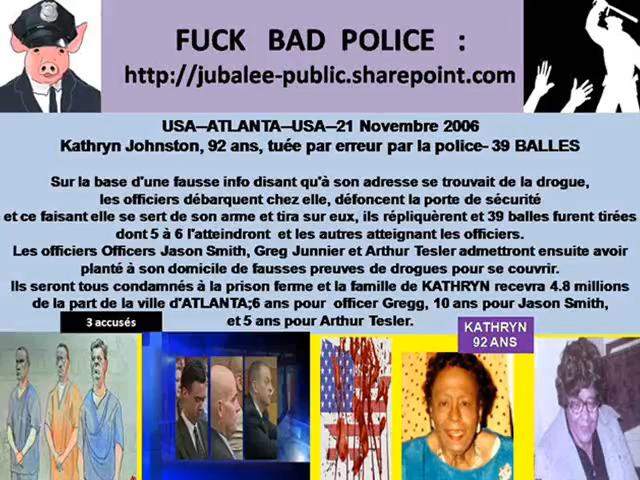 FUCK BAD POLICE :
http://jubalee-public.sharepoint.com
USA–ATLANTA–USA–21 Novembre 2006
Kathryn Johnston, 92 ans, tuée par erreur par la police- 39 BALLES
Sur la base d'une fausse info disant qu'à son adresse se trouvait de la drogue,
les officiers débarquent chez elle, défoncent la porte de sécurité
et ce faisant elle se sert de son arme et tira sur eux, ils répliquèrent et 39 balles furent tirées
dont 5 à 6 l'atteindront et les autres atteignant les officiers.
Les officiers Officers Jason Smith, Greg Junnier et Arthur Tesler admettront ensuite avoir
planté à son domicile de fausses preuves de drogues pour se couvrir.
Ils seront tous condamnés à la prison ferme et la famille de KATHRYN recevra 4.8 millions
de la part de la ville d'ATLANTA;6 ans pour officer Gregg, 10 ans pour Jason Smith,
et 5 ans pour Arthur Tesler.
3 accusés
KATHRYN
92 ANS